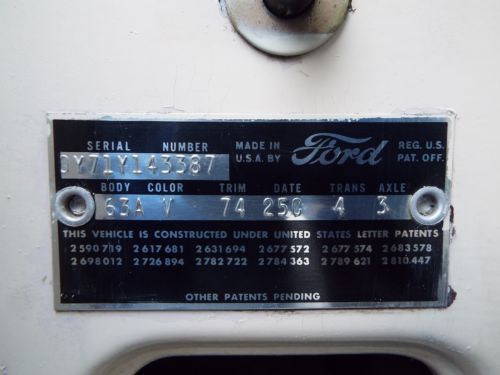 SERIAL NUMBER MADE IN U.S.A. BY Ford REG. U.S. PAT. OFF.
0Y71Y143387
BODY COLOR TRIM DATE TRANS AXLE
63A V 74 25C 4 3
THIS VEHICLE IS CONSTRUCTED UNDER UNITED STATES LETTER PATENTS
2590719 2617681 2631694 2677572 2677574 2683578
2698012 2726894 2782722 2784363 2789621 2810447
OTHER PATENTS PENDING